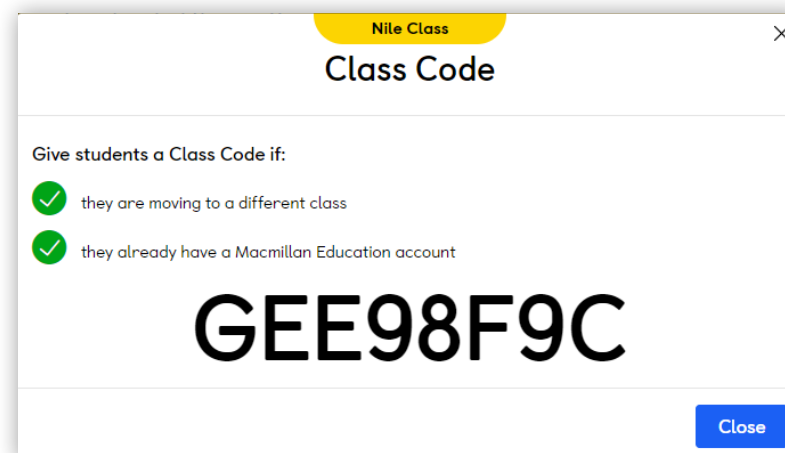 Nile Class
Class Code
Give students a Class Code if:
they are moving to a different class
they already have a Macmillan Education account
GEE98F9C
Close